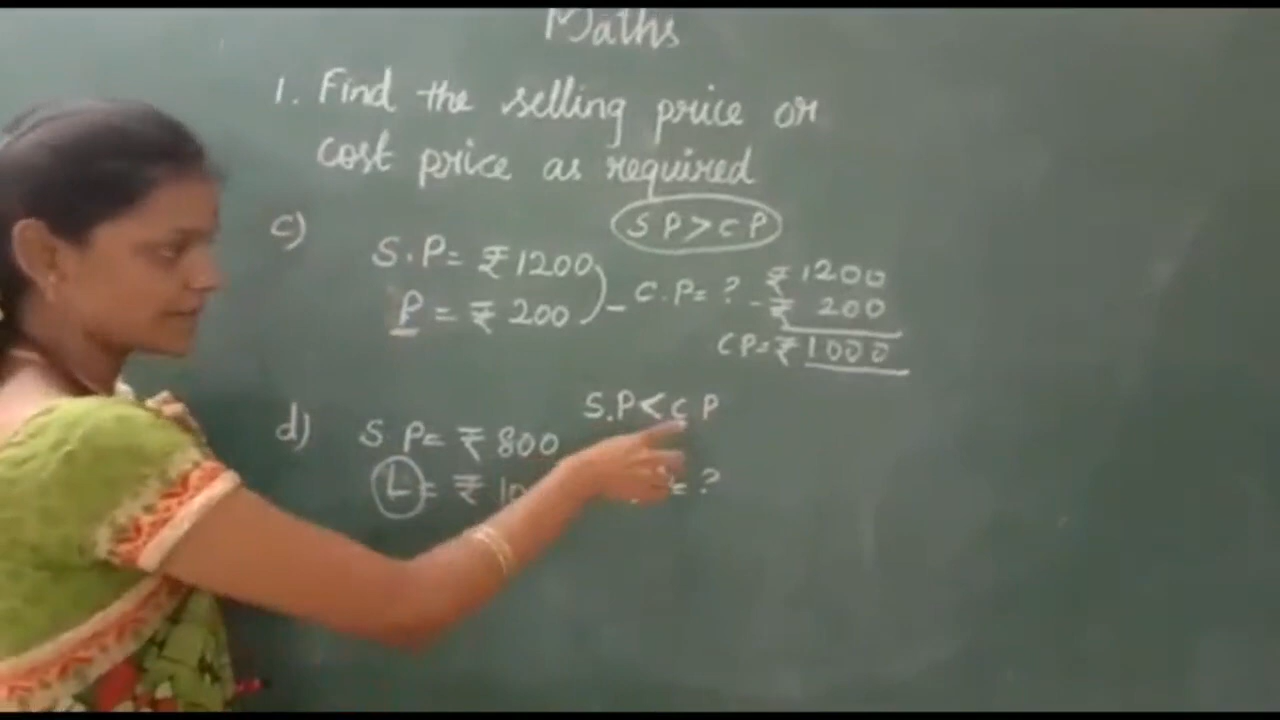 Maths
1. Find the selling price or
cost price as required
SP>CP
c) S.P= ₹1200 C.P=? ₹1200
P = ₹200 - -₹ 200
CP=₹1000
S.P<CP
d) S P= ₹800
L= ₹ =?